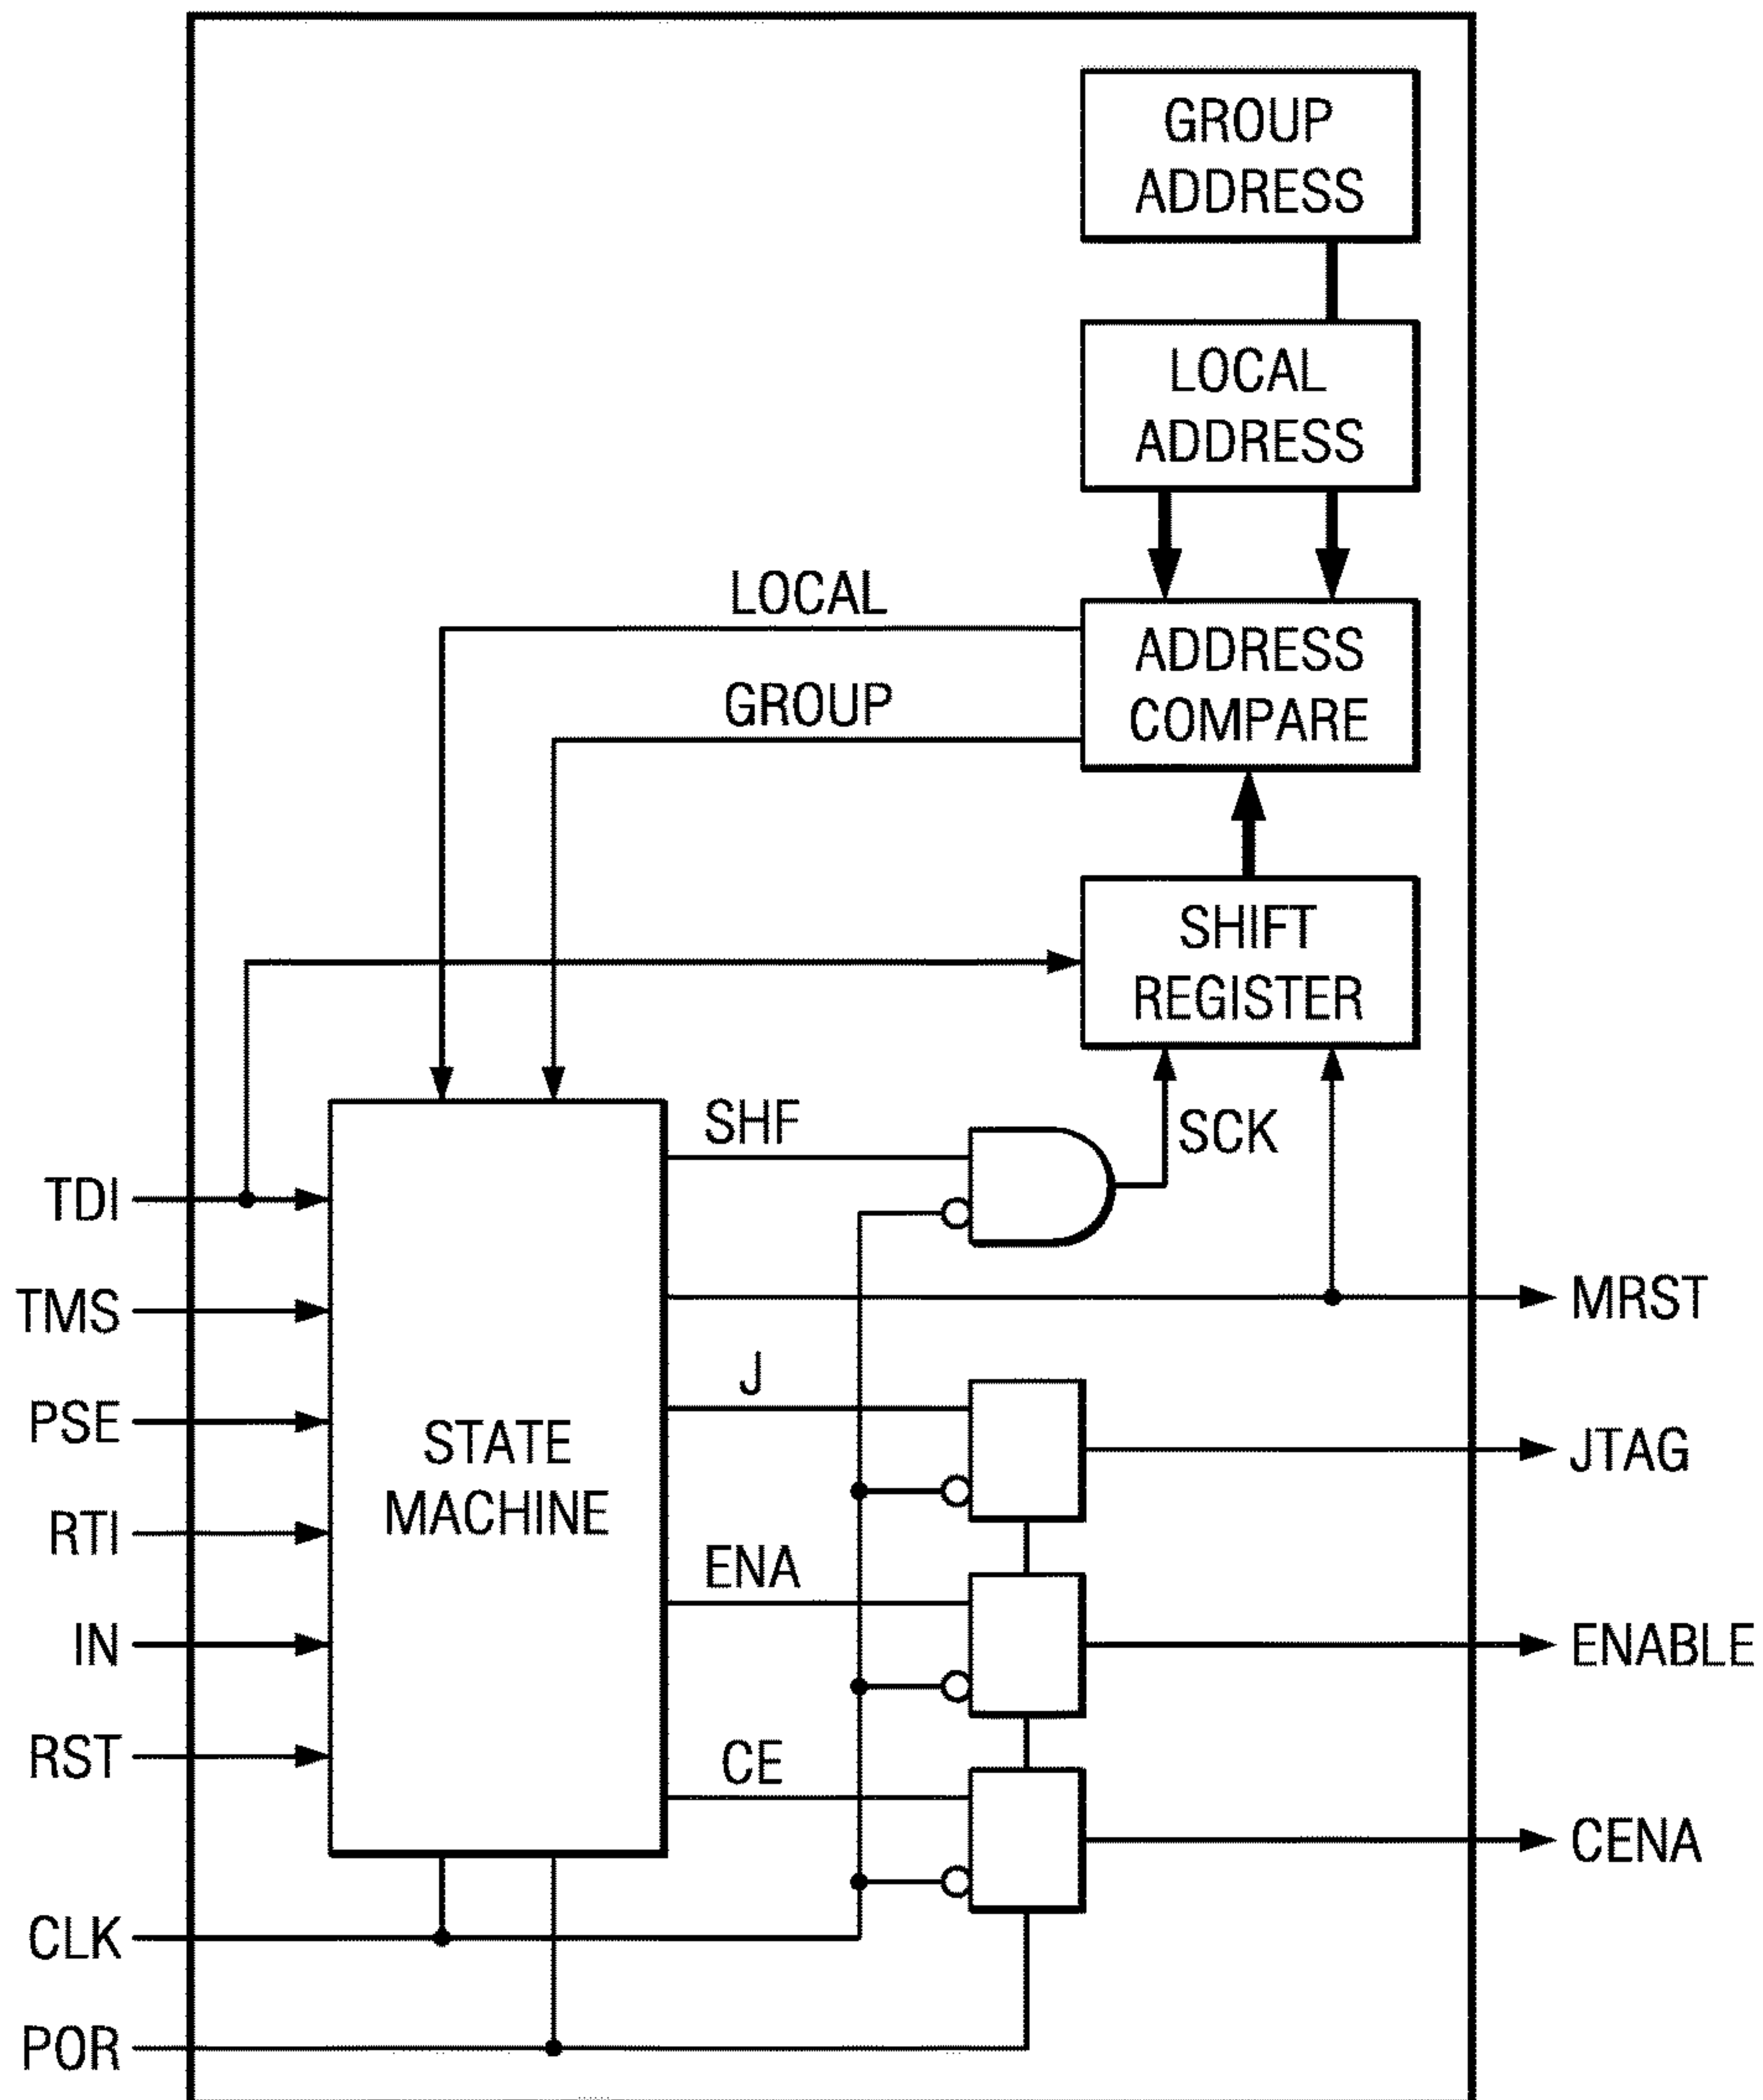 GROUP
ADDRESS
LOCAL
ADDRESS
LOCAL
ADDRESS
COMPARE
GROUP
SHIFT
REGISTER
SHF
SCK
TDI
TMS
MRST
J
PSE
STATE
MACHINE
JTAG
RTI
ENA
IN
ENABLE
RST
CE
CENA
CLK
POR